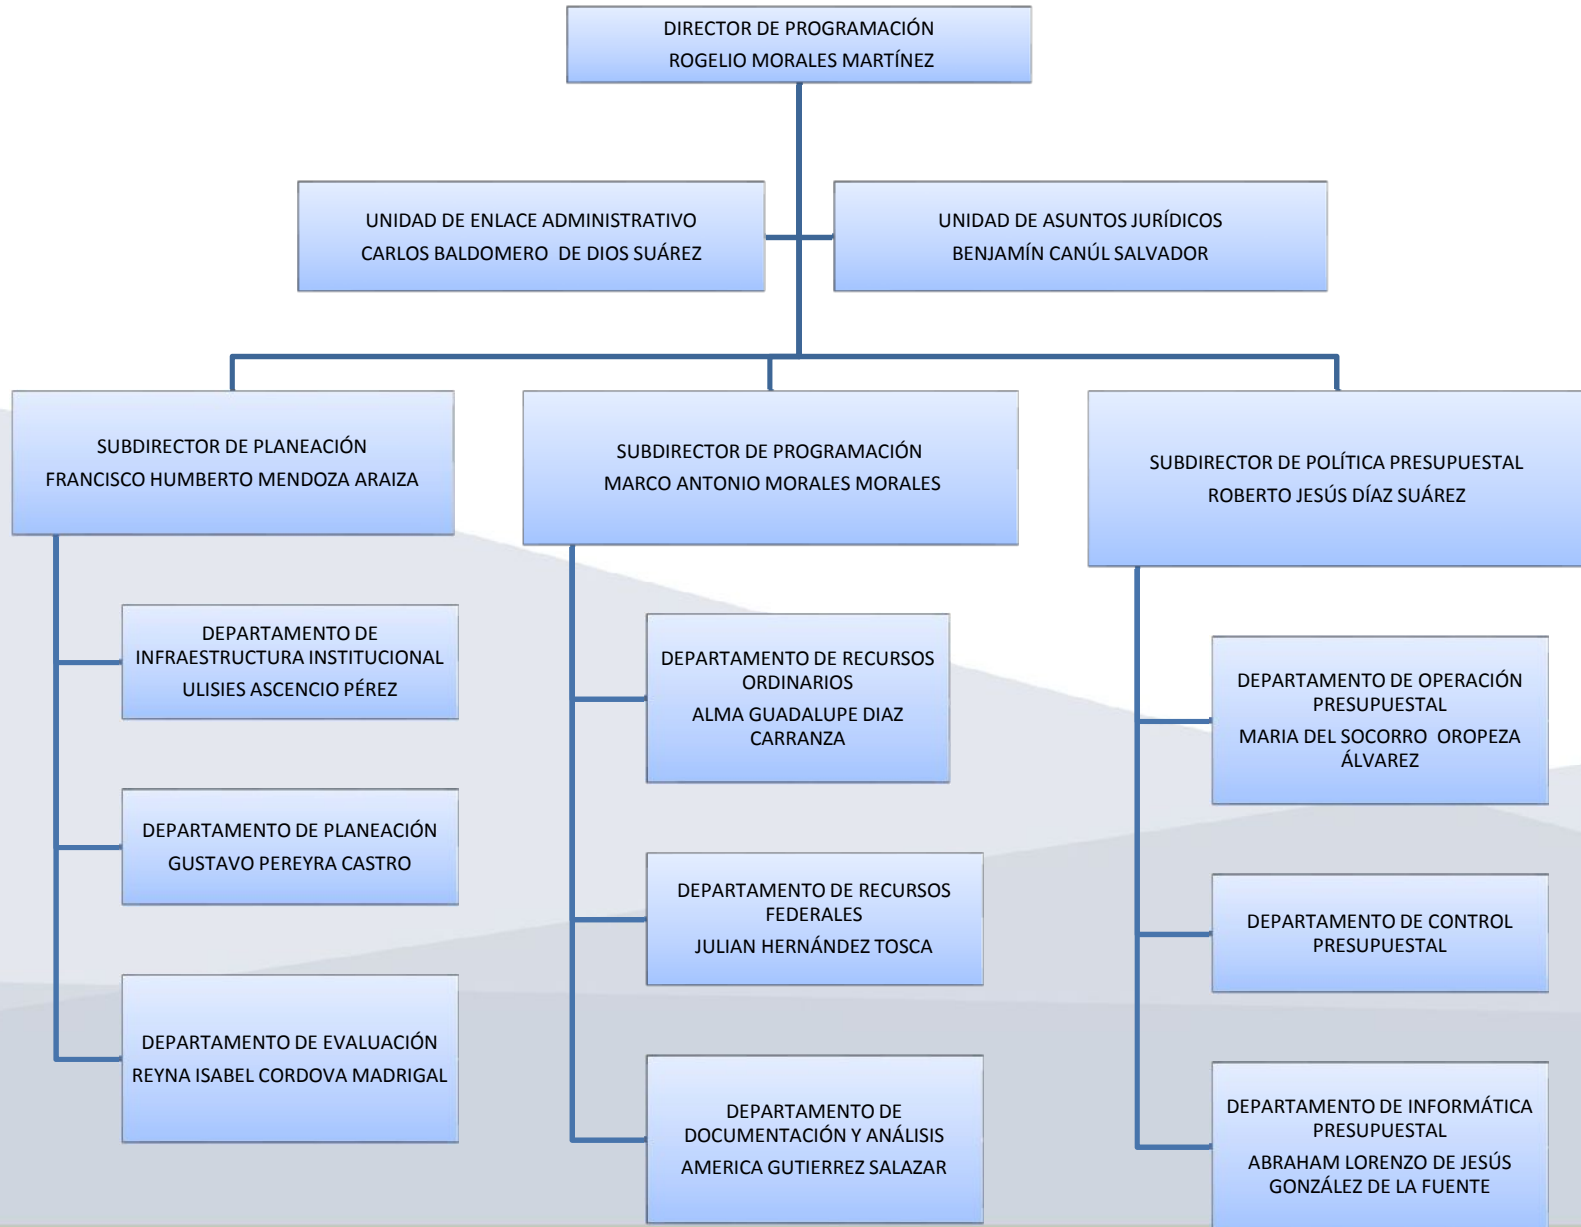 DIRECTOR DE PROGRAMACIÓN
ROGELIO MORALES MARTÍNEZ
UNIDAD DE ENLACE ADMINISTRATIVO
CARLOS BALDOMERO  DE DIOS SUÁREZ
UNIDAD DE ASUNTOS JURÍDICOS
BENJAMÍN CANÚL SALVADOR
SUBDIRECTOR DE PLANEACIÓN
FRANCISCO HUMBERTO MENDOZA ARAIZA
DEPARTAMENTO DE
INFRAESTRUCTURA INSTITUCIONAL
ULISIES ASCENCIO PÉREZ
DEPARTAMENTO DE PLANEACIÓN
GUSTAVO PEREYRA CASTRO
DEPARTAMENTO DE EVALUACIÓN
REYNA ISABEL CORDOVA MADRIGAL
SUBDIRECTOR DE PROGRAMACIÓN
MARCO ANTONIO MORALES MORALES
DEPARTAMENTO DE RECURSOS
ORDINARIOS
ALMA GUADALUPE DIAZ
CARRANZA
DEPARTAMENTO DE RECURSOS
FEDERALES
JULIAN HERNÁNDEZ TOSCA
DEPARTAMENTO DE
DOCUMENTACIÓN Y ANÁLISIS
AMERICA GUTIERREZ SALAZAR
SUBDIRECTOR DE POLÍTICA PRESUPUESTAL
ROBERTO JESÚS DÍAZ SUÁREZ
DEPARTAMENTO DE OPERACIÓN
PRESUPUESTAL
MARIA DEL SOCORRO  OROPEZA
ÁLVAREZ
DEPARTAMENTO DE CONTROL
PRESUPUESTAL
DEPARTAMENTO DE INFORMÁTICA
PRESUPUESTAL
ABRAHAM LORENZO DE JESÚS
GONZÁLEZ DE LA FUENTE